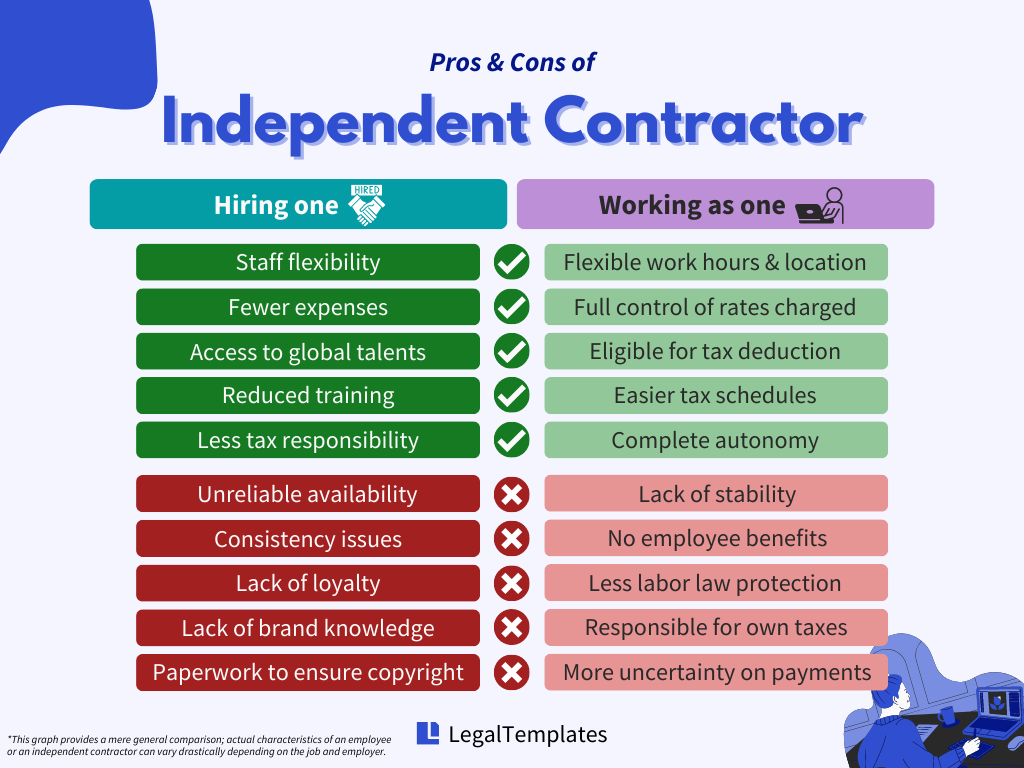 Pros & Cons of
Independent Contractor
Hiring one
HIRED
Working as one
Staff flexibility
Flexible work hours & location
Fewer expenses
Full control of rates charged
Access to global talents
Eligible for tax deduction
Reduced training
Easier tax schedules
Less tax responsibility
Complete autonomy
Unreliable availability
Lack of stability
Consistency issues
No employee benefits
Lack of loyalty
Less labor law protection
Lack of brand knowledge
Responsible for own taxes
Paperwork to ensure copyright
More uncertainty on payments
*This graph provides a mere general comparison; actual characteristics of an employee
or an independent contractor can vary drastically depending on the job and employer.
LegalTemplates